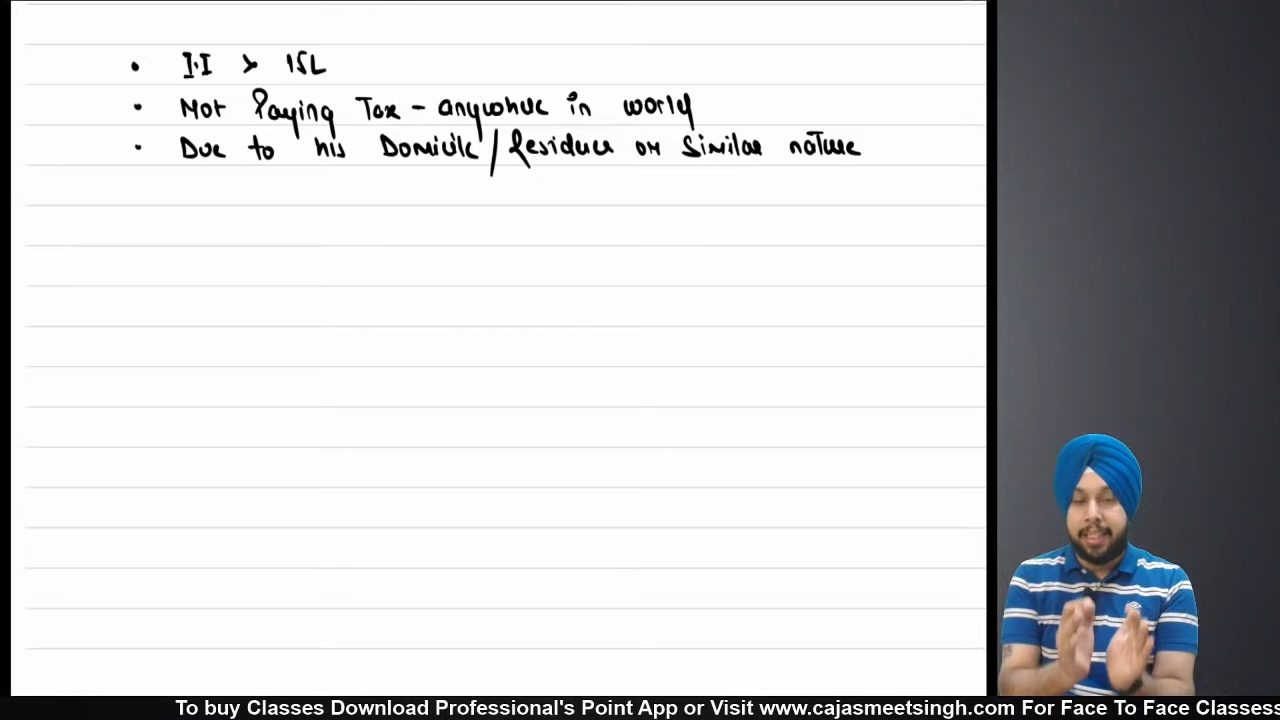 • I.I > 15L
• Not Paying Tax - anywhere in world
• Due to his Domicile / Residence or Similar nature
To buy Classes Download Professional's Point App or Visit www.cajasmeetsingh.com For Face To Face Classess